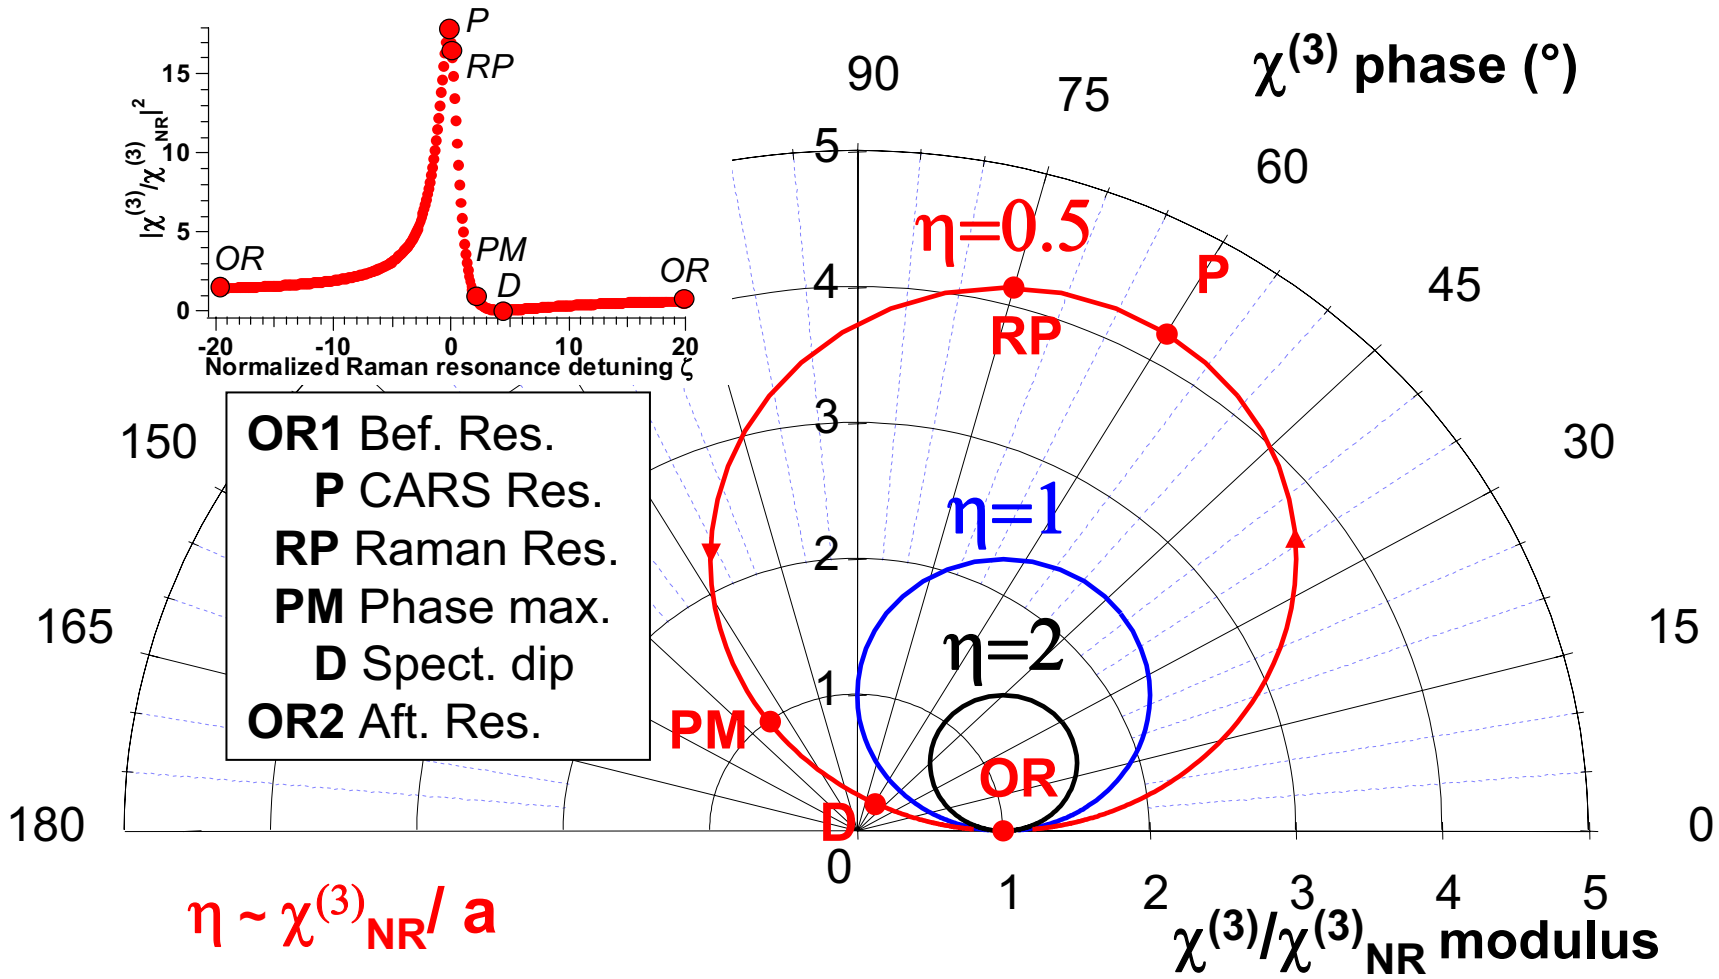 P
RP
15
10
5
0
|χ(3)/χ(3)NR|2
OR
PM
D
OR
-20 -10 0 10 20
Normalized Raman resonance detuning ζ
χ(3) phase (°)
90
75
60
45
30
15
0
150
165
180
5
4
3
2
1
0
η=0.5
P
RP
η=1
η=2
PM
OR
D
OR1 Bef. Res.
P CARS Res.
RP Raman Res.
PM Phase max.
D Spect. dip
OR2 Aft. Res.
1 2 3 4 5
η ~ χ(3)NR/ a
χ(3)/χ(3)NR modulus